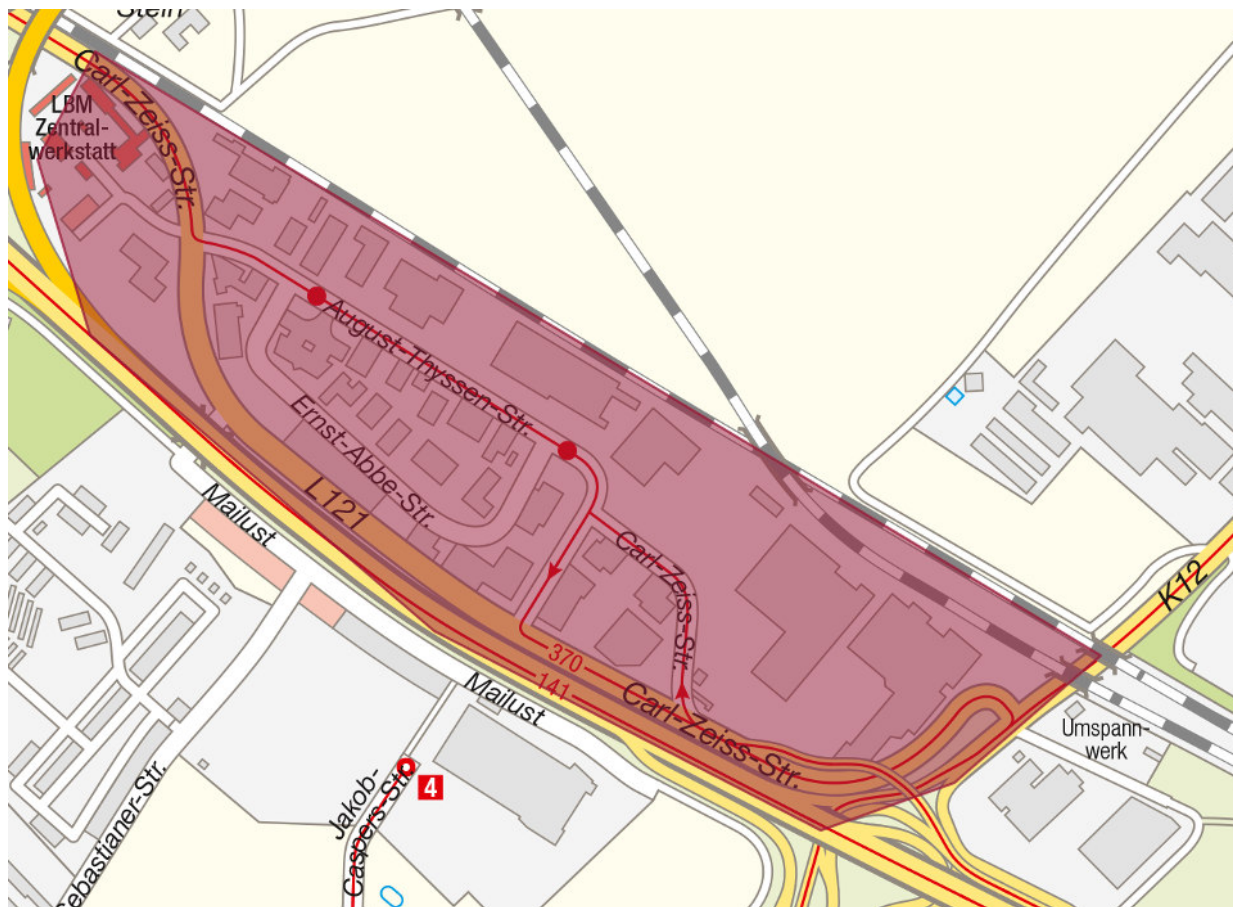 Stein
Carl-Zeiss-Str.
LBM
Zentral-
werkstatt
August-Thyssen-Str.
Ernst-Abbe-Str.
L121
Mailust
Carl-Zeiss-Str.
K12
370
141
Mailust
Carl-Zeiss-Str.
Umspann-
werk
4
Jakob-
Caspers-Str.
Sebastianer-Str.